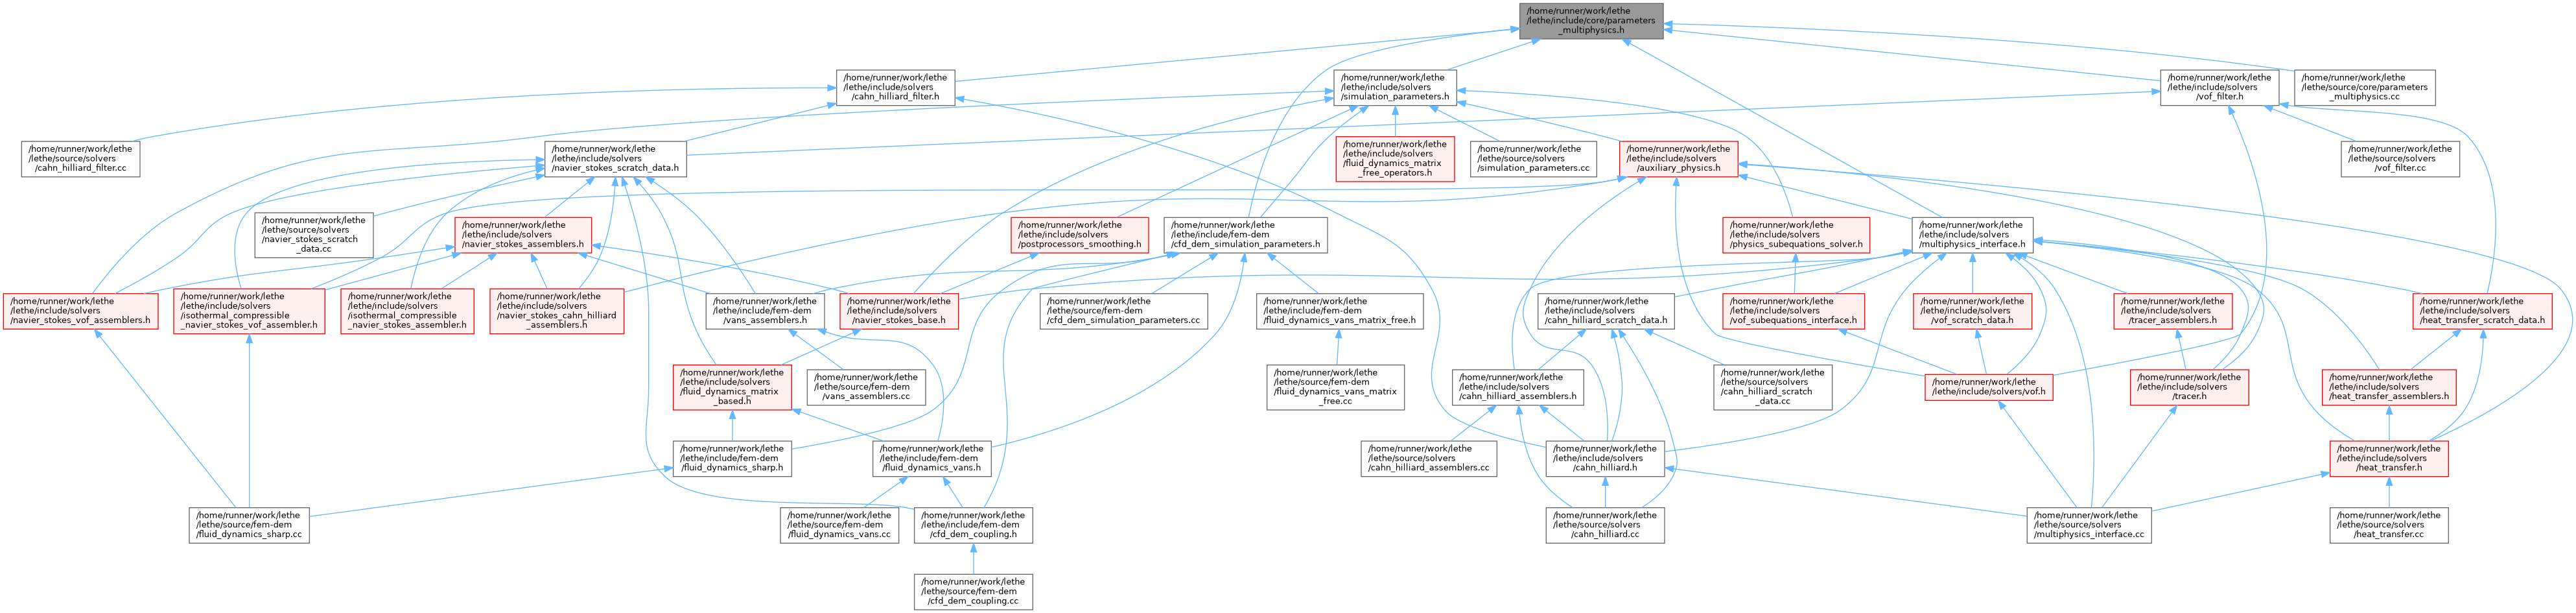 /home/runner/work/lethe
/lethe/include/core/parameters
_multiphysics.h
/home/runner/work/lethe
/lethe/include/solvers
/cahn_hilliard_filter.h
/home/runner/work/lethe
/lethe/include/solvers
/simulation_parameters.h
/home/runner/work/lethe
/lethe/include/solvers
/vof_filter.h
/home/runner/work/lethe
/lethe/source/core/parameters
_multiphysics.cc
/home/runner/work/lethe
/lethe/source/solvers
/cahn_hilliard_filter.cc
/home/runner/work/lethe
/lethe/include/solvers
/navier_stokes_scratch_data.h
/home/runner/work/lethe
/lethe/include/solvers
/fluid_dynamics_matrix
_free_operators.h
/home/runner/work/lethe
/lethe/source/solvers
/simulation_parameters.cc
/home/runner/work/lethe
/lethe/include/solvers
/auxiliary_physics.h
/home/runner/work/lethe
/lethe/source/solvers
/vof_filter.cc
/home/runner/work/lethe
/lethe/source/solvers
/navier_stokes_scratch
_data.cc
/home/runner/work/lethe
/lethe/include/solvers
/navier_stokes_assemblers.h
/home/runner/work/lethe
/lethe/include/solvers
/postprocessors_smoothing.h
/home/runner/work/lethe
/lethe/include/fem-dem
/cfd_dem_simulation_parameters.h
/home/runner/work/lethe
/lethe/include/solvers
/physics_subequations_solver.h
/home/runner/work/lethe
/lethe/include/solvers
/multiphysics_interface.h
/home/runner/work/lethe
/lethe/include/solvers
/navier_stokes_vof_assemblers.h
/home/runner/work/lethe
/lethe/include/solvers
/isothermal_compressible
_navier_stokes_vof_assembler.h
/home/runner/work/lethe
/lethe/include/solvers
/isothermal_compressible
_navier_stokes_assembler.h
/home/runner/work/lethe
/lethe/include/solvers
/navier_stokes_cahn_hilliard
_assemblers.h
/home/runner/work/lethe
/lethe/include/fem-dem
/vans_assemblers.h
/home/runner/work/lethe
/lethe/include/solvers
/navier_stokes_base.h
/home/runner/work/lethe
/lethe/source/fem-dem
/cfd_dem_simulation_parameters.cc
/home/runner/work/lethe
/lethe/include/fem-dem
/fluid_dynamics_vans_matrix_free.h
/home/runner/work/lethe
/lethe/include/solvers
/cahn_hilliard_scratch_data.h
/home/runner/work/lethe
/lethe/include/solvers
/vof_subequations_interface.h
/home/runner/work/lethe
/lethe/include/solvers
/vof_scratch_data.h
/home/runner/work/lethe
/lethe/include/solvers
/tracer_assemblers.h
/home/runner/work/lethe
/lethe/include/solvers
/heat_transfer_scratch_data.h
/home/runner/work/lethe
/lethe/include/solvers
/fluid_dynamics_matrix
_based.h
/home/runner/work/lethe
/lethe/source/fem-dem
/vans_assemblers.cc
/home/runner/work/lethe
/lethe/source/fem-dem
/fluid_dynamics_vans_matrix
_free.cc
/home/runner/work/lethe
/lethe/include/solvers
/cahn_hilliard_assemblers.h
/home/runner/work/lethe
/lethe/source/solvers
/cahn_hilliard_scratch
_data.cc
/home/runner/work/lethe
/lethe/include/solvers/vof.h
/home/runner/work/lethe
/lethe/include/solvers
/tracer.h
/home/runner/work/lethe
/lethe/include/solvers
/heat_transfer_assemblers.h
/home/runner/work/lethe
/lethe/include/fem-dem
/fluid_dynamics_sharp.h
/home/runner/work/lethe
/lethe/include/fem-dem
/fluid_dynamics_vans.h
/home/runner/work/lethe
/lethe/source/solvers
/cahn_hilliard_assemblers.cc
/home/runner/work/lethe
/lethe/include/solvers
/cahn_hilliard.h
/home/runner/work/lethe
/lethe/include/solvers
/heat_transfer.h
/home/runner/work/lethe
/lethe/source/fem-dem
/fluid_dynamics_sharp.cc
/home/runner/work/lethe
/lethe/source/fem-dem
/fluid_dynamics_vans.cc
/home/runner/work/lethe
/lethe/include/fem-dem
/cfd_dem_coupling.h
/home/runner/work/lethe
/lethe/source/solvers
/cahn_hilliard.cc
/home/runner/work/lethe
/lethe/source/solvers
/multiphysics_interface.cc
/home/runner/work/lethe
/lethe/source/solvers
/heat_transfer.cc
/home/runner/work/lethe
/lethe/source/fem-dem
/cfd_dem_coupling.cc